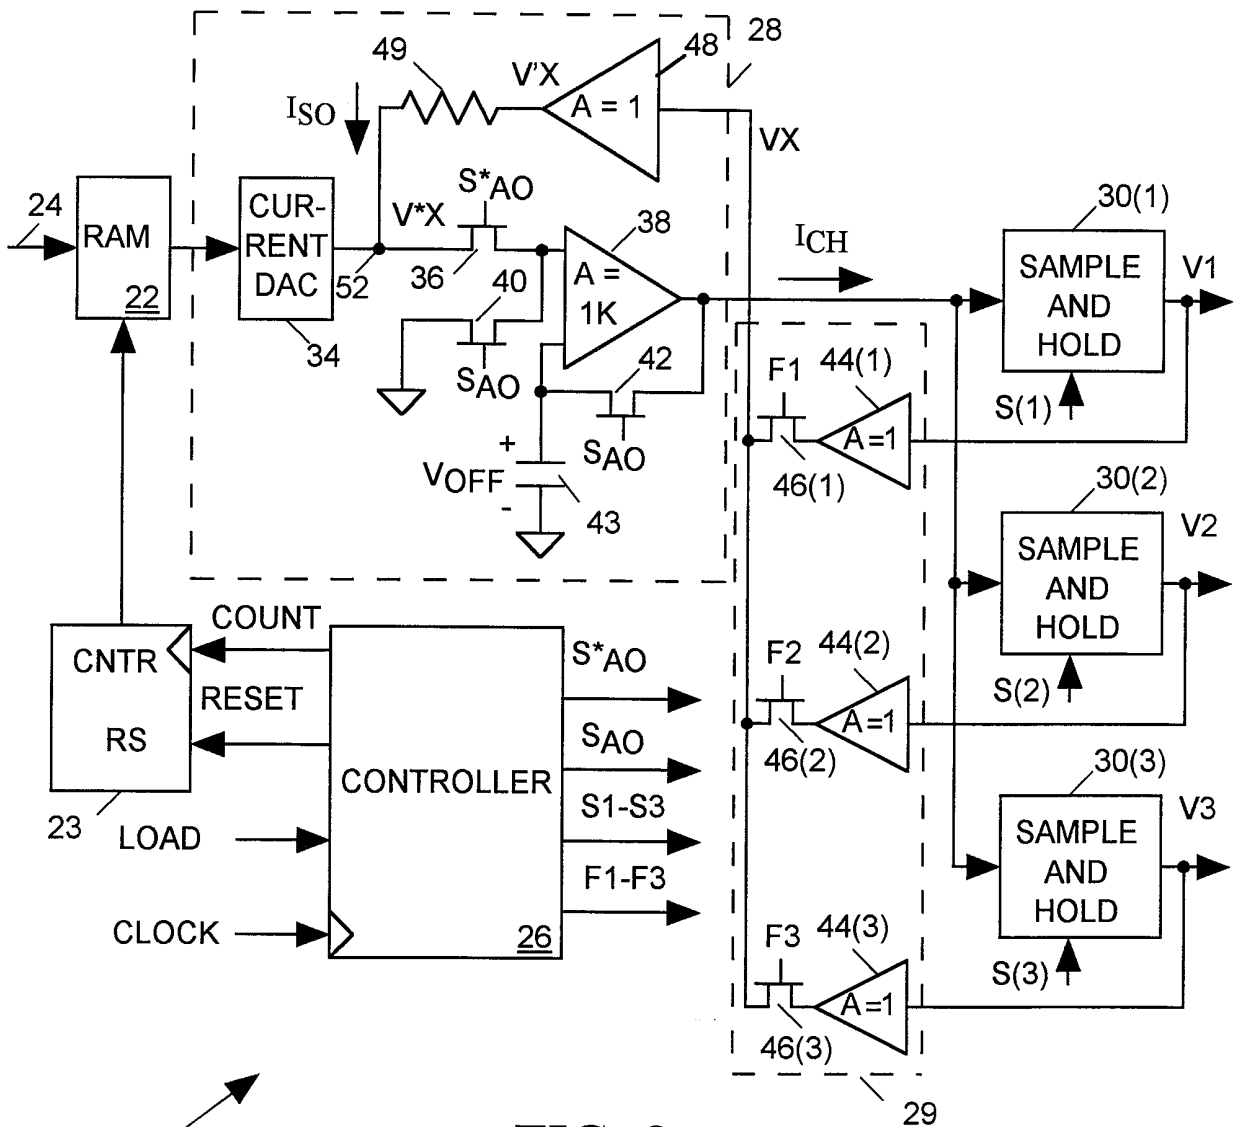 28
49
48
V'X
A = 1
ISO
VX
S*AO
24
RAM
22
CUR-
RENT
DAC
V*X
38
30(1)
ICH
SAMPLE
AND
HOLD
V1
52
36
40
A =
1K
34
SAO
42
F1
44(1)
S(1)
A=1
46(1)
+
VOFF
-
SAO
43
30(2)
SAMPLE
AND
HOLD
V2
COUNT
CNTR
RESET
RS
23
S*AO
SAO
S1-S3
F1-F3
CONTROLLER
26
LOAD
CLOCK
F2
44(2)
S(2)
A=1
46(2)
30(3)
SAMPLE
AND
HOLD
V3
F3
44(3)
S(3)
A=1
46(3)
29